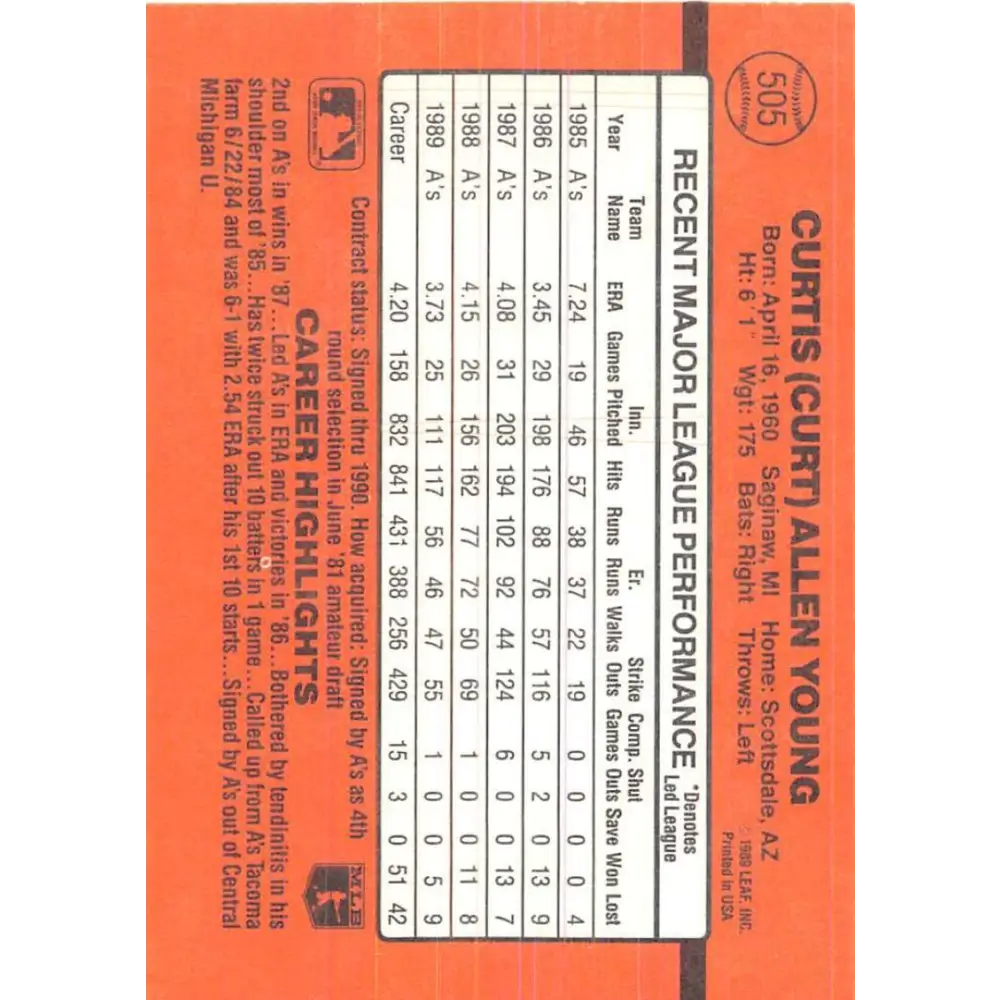 505
CURTIS (CURT) ALLEN YOUNG
Born: April 16, 1960 Saginaw, MI Home: Scottsdale, AZ
Ht: 6'1" Wgt: 175 Bats: Right Throws: Left
© 1989 LEAF, INC.
Printed in USA
RECENT MAJOR LEAGUE PERFORMANCE
*Denotes
Led League
Team Inn. Er. Strike Comp. Shut
Year Name ERA Games Pitched Hits Runs Runs Walks Outs Games Outs Save Won Lost
1985 A's 7.24 19 46 57 38 37 22 19 0 0 0 0 4
1986 A's 3.45 29 198 176 88 76 57 116 5 2 0 13 9
1987 A's 4.08 31 203 194 102 92 44 124 6 0 0 13 7
1988 A's 4.15 26 156 162 77 72 50 69 1 0 0 11 8
1989 A's 3.73 25 111 117 56 46 47 55 1 0 0 5 9
Career 4.20 158 832 841 431 388 256 429 15 3 0 51 42
Contract status: Signed thru 1990. How acquired: Signed by A's as 4th
round selection in June '81 amateur draft
MLB
CAREER HIGHLIGHTS
2nd on A's in wins in '87...Led A's in ERA and victories in '86...Bothered by tendinitis in his
shoulder most of '85...Has twice struck out 10 batters in 1 game...Called up from A's Tacoma
farm 6/22/84 and was 6-1 with 2.54 ERA after his 1st 10 starts...Signed by A's out of Central
Michigan U.